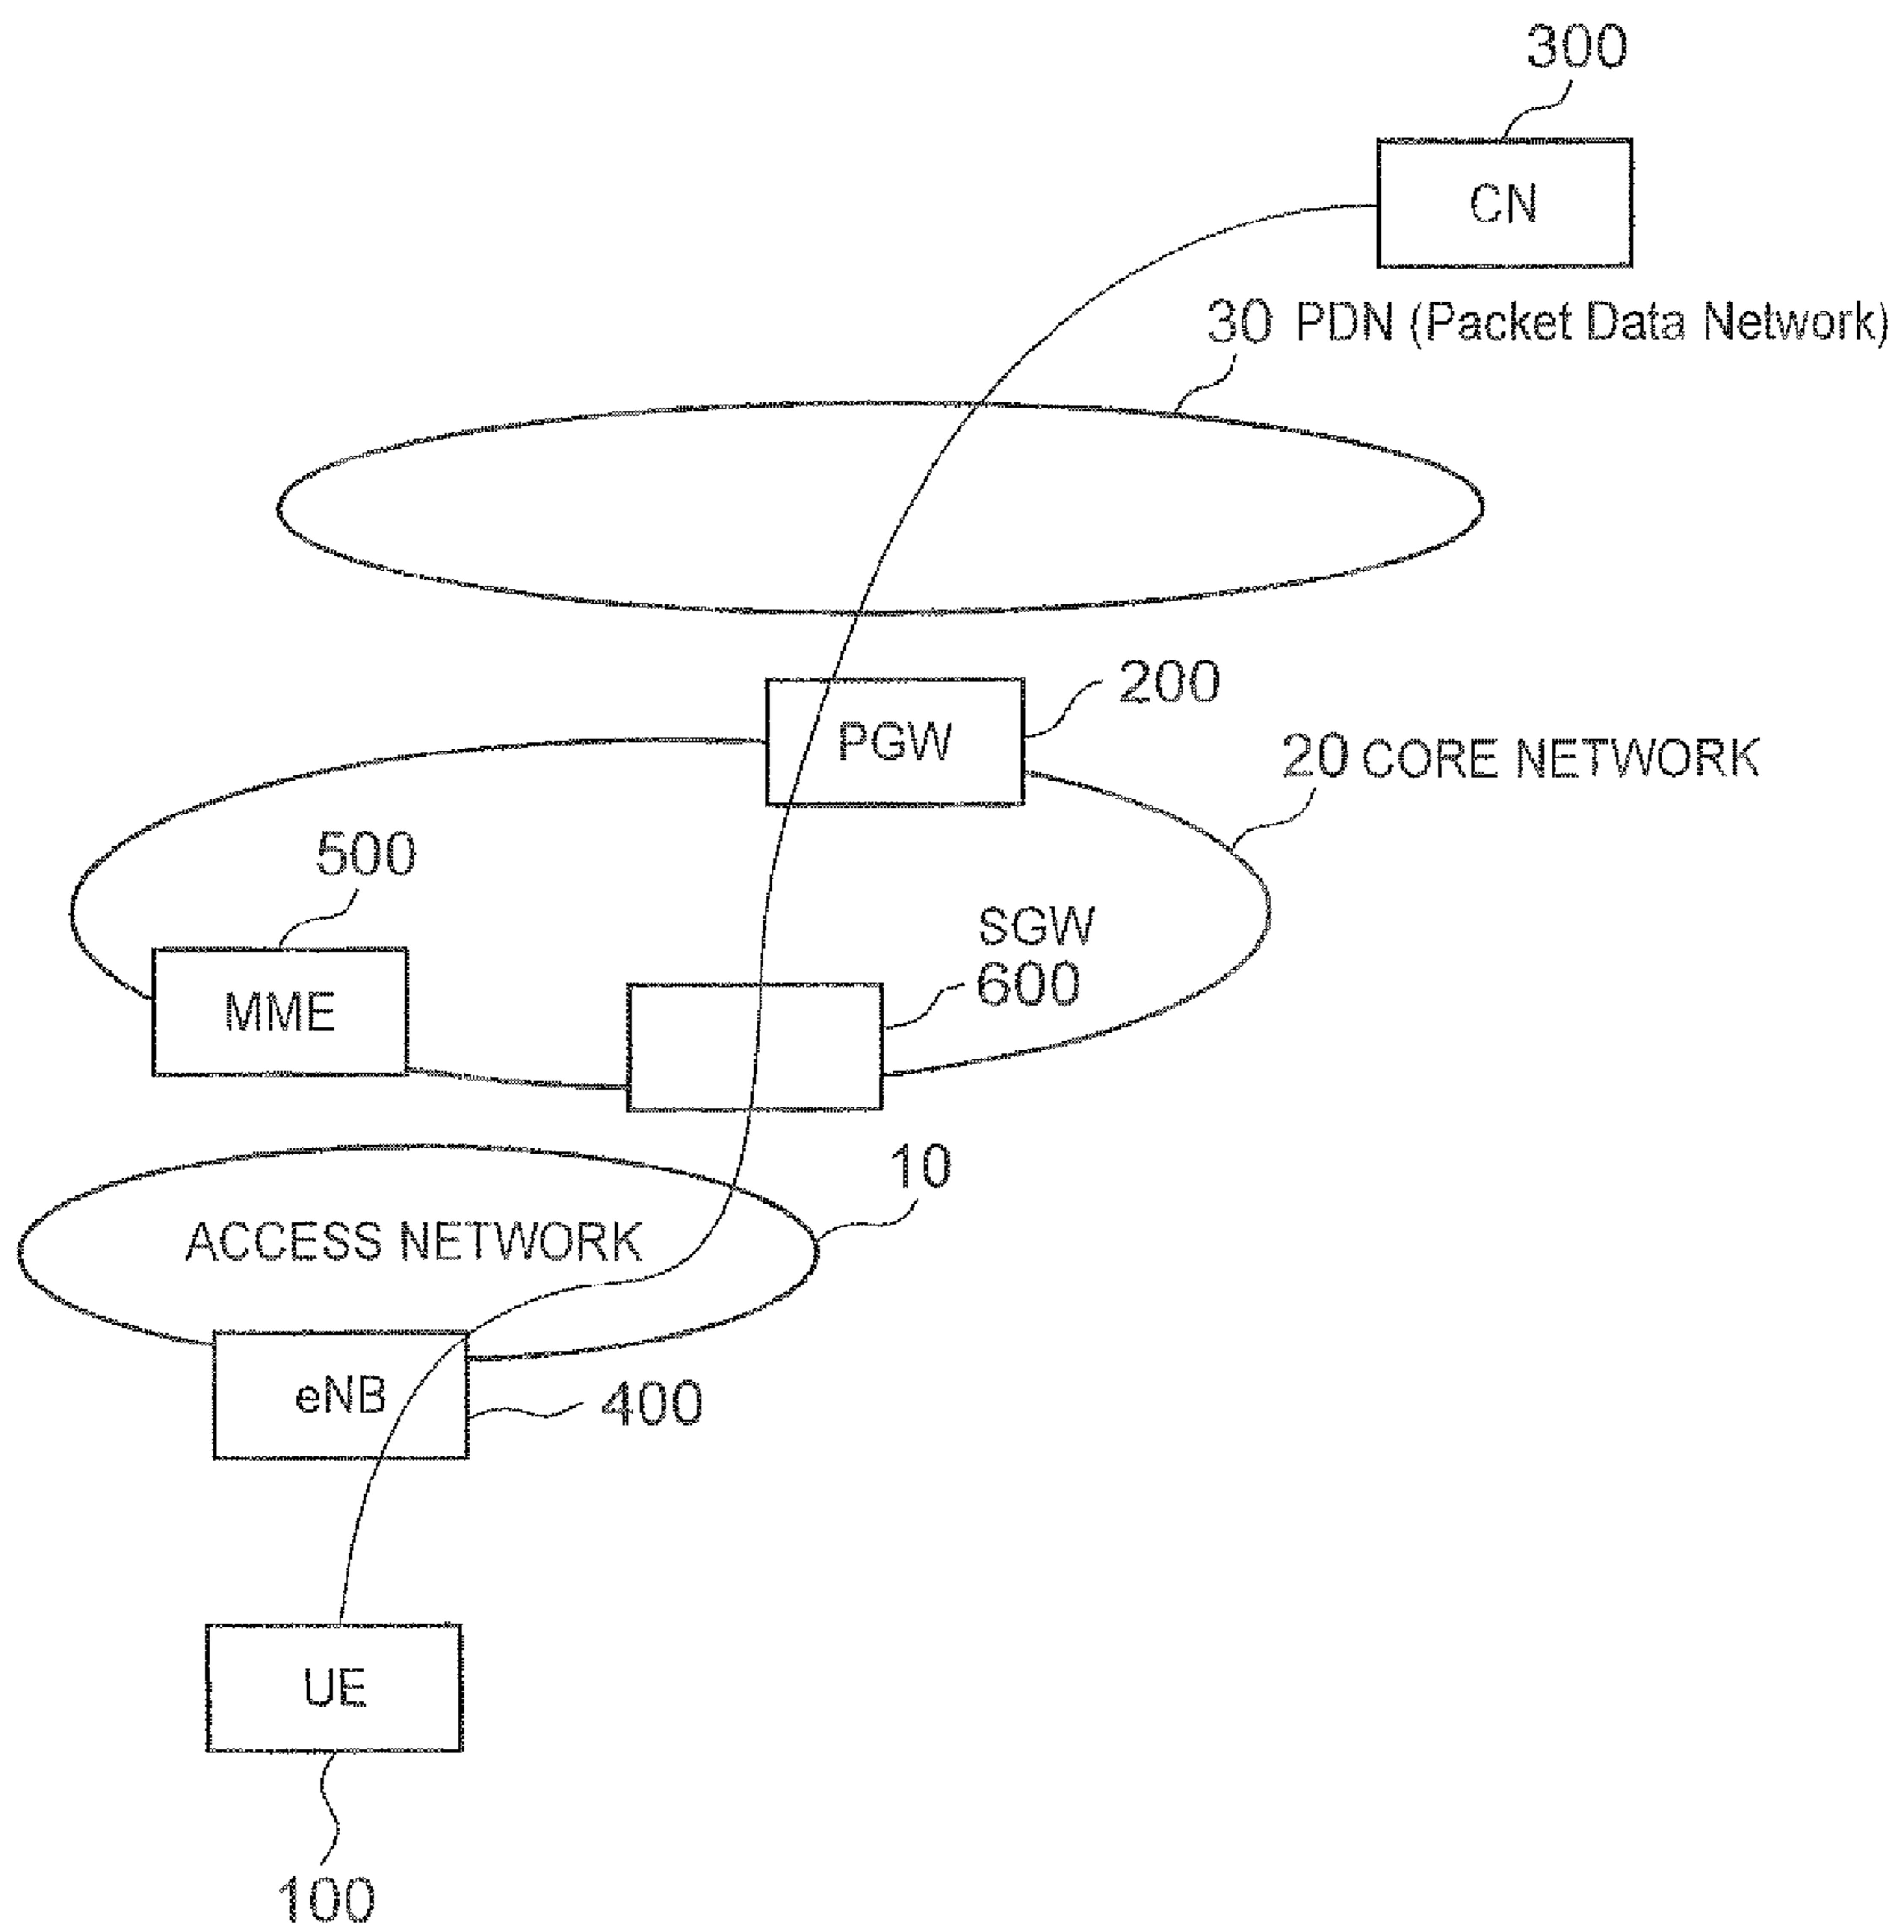 300
CN
30 PDN (Packet Data Network)
200
PGW
20 CORE NETWORK
500
SGW
600
MME
10
ACCESS NETWORK
eNB
400
UE
100